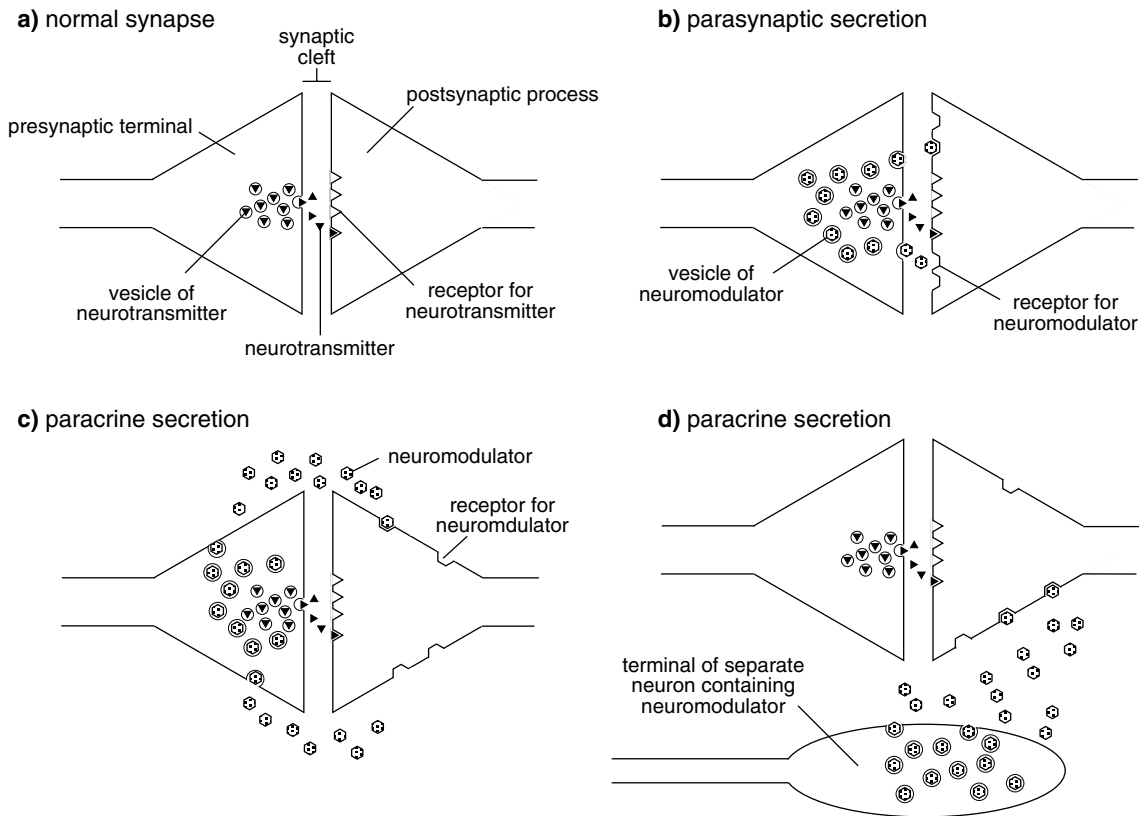 a) normal synapse
synaptic
cleft
postsynaptic process
presynaptic terminal
vesicle of
neurotransmitter
receptor for
neurotransmitter
neurotransmitter
b) parasynaptic secretion
vesicle of
neuromodulator
receptor for
neuromodulator
c) paracrine secretion
neuromodulator
receptor for
neuromdulator
d) paracrine secretion
terminal of separate
neuron containing
neuromodulator